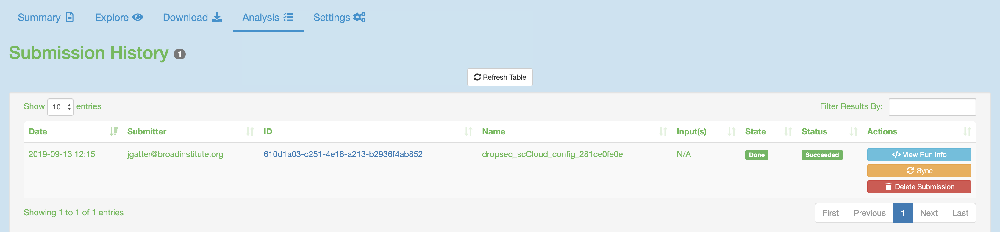 Summary Explore Download Analysis Settings
Submission History 1
Refresh Table
Show 10 entries Filter Results By:
Date Submitter ID Name Input(s) State Status Actions
2019-09-13 12:15 jgatter@broadinstitute.org 610d1a03-c251-4e18-a213-b2936f4ab852 dropseq_scCloud_config_281ce0fe0e N/A Done Succeeded </> View Run Info
Sync
Delete Submission
Showing 1 to 1 of 1 entries First Previous 1 Next Last